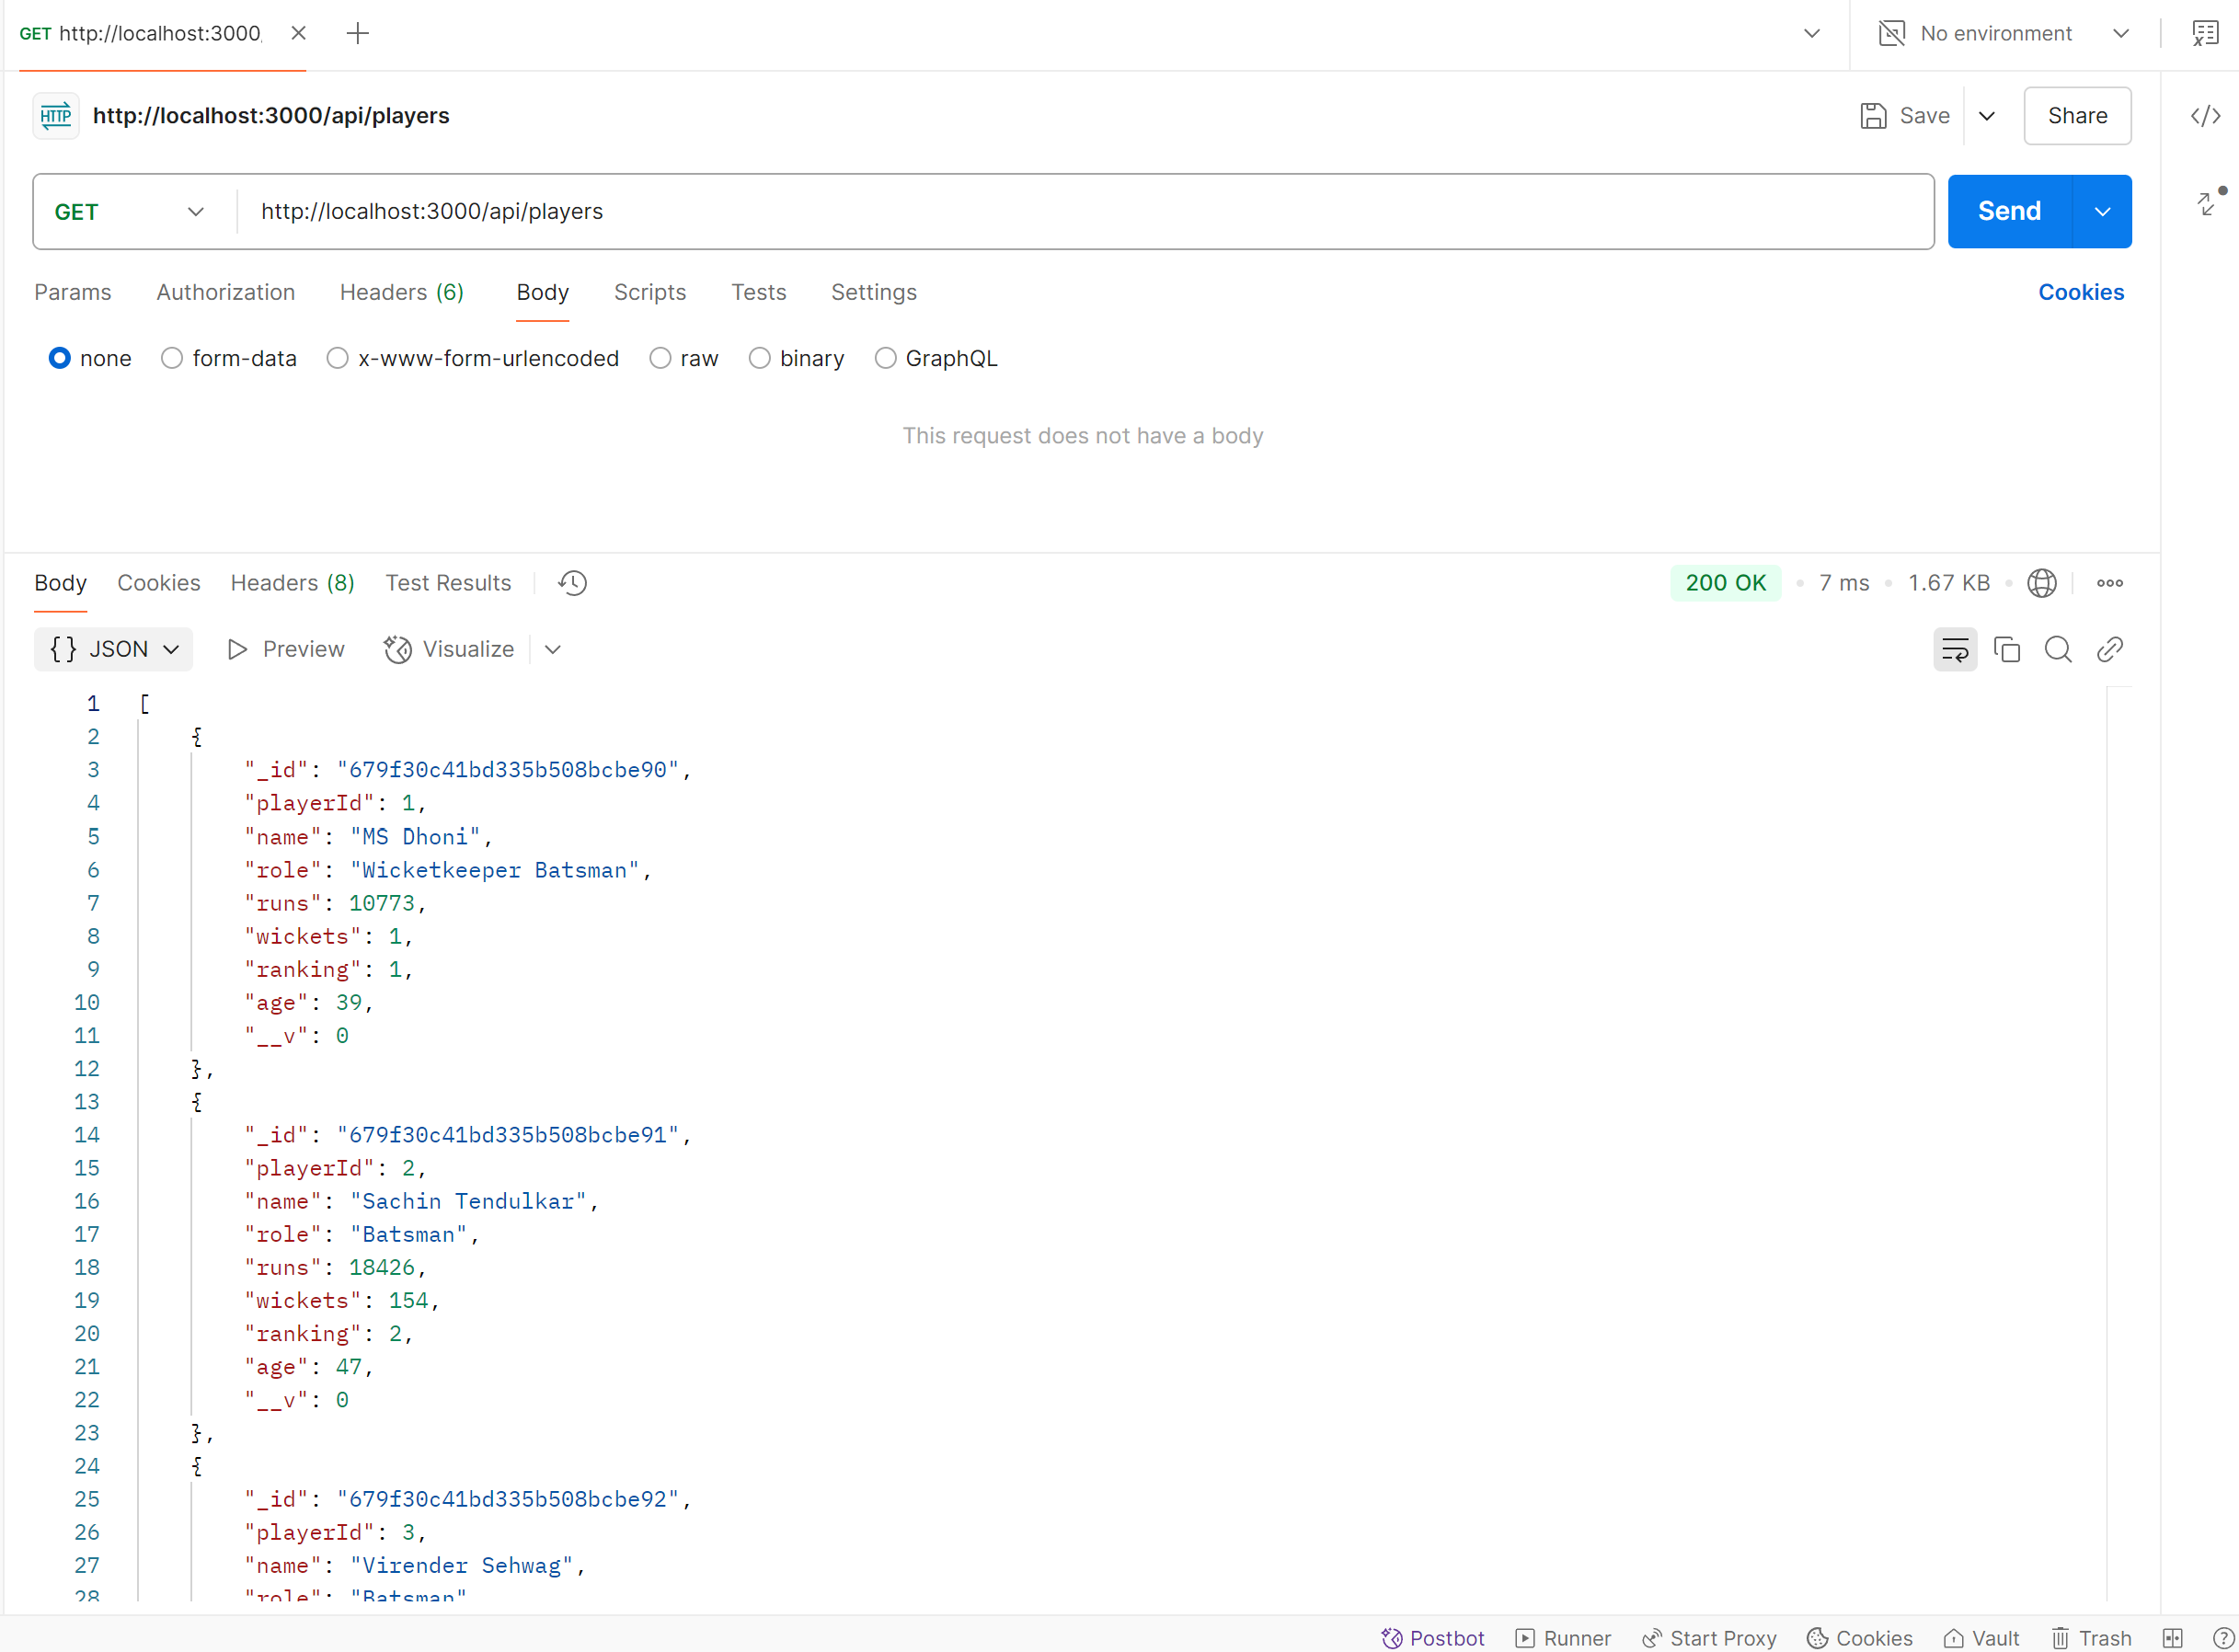 GET http://localhost:3000, No environment
HTTP http://localhost:3000/api/players Save Share
GET http://localhost:3000/api/players Send
Params Authorization Headers (6) Body Scripts Tests Settings Cookies
none form-data x-www-form-urlencoded raw binary GraphQL
This request does not have a body
Body Cookies Headers (8) Test Results 200 OK • 7 ms • 1.67 KB •
{} JSON Preview Visualize
1 [
2 {
3 "_id": "679f30c41bd335b508bcbe90",
4 "playerId": 1,
5 "name": "MS Dhoni",
6 "role": "Wicketkeeper Batsman",
7 "runs": 10773,
8 "wickets": 1,
9 "ranking": 1,
10 "age": 39,
11 "__v": 0
12 },
13 {
14 "_id": "679f30c41bd335b508bcbe91",
15 "playerId": 2,
16 "name": "Sachin Tendulkar",
17 "role": "Batsman",
18 "runs": 18426,
19 "wickets": 154,
20 "ranking": 2,
21 "age": 47,
22 "__v": 0
23 },
24 {
25 "_id": "679f30c41bd335b508bcbe92",
26 "playerId": 3,
27 "name": "Virender Sehwag",
28 "role": "Batsman"
Postbot Runner Start Proxy Cookies Vault Trash